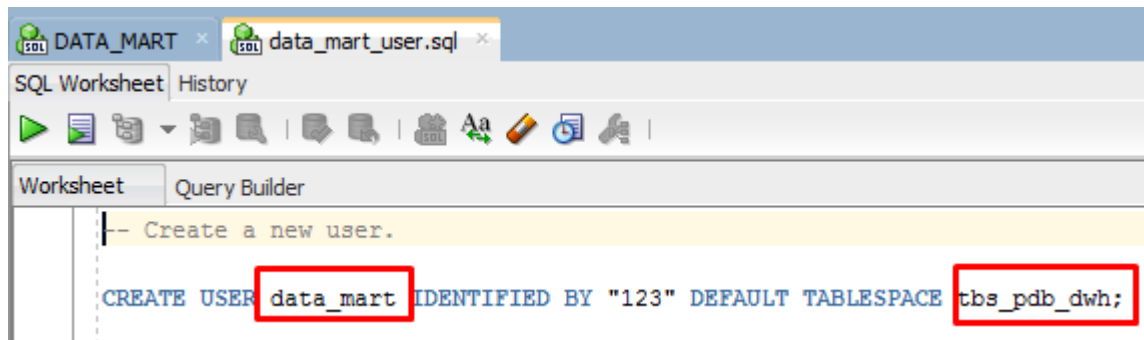 DATA_MART data_mart_user.sql
SQL Worksheet History
Worksheet Query Builder
-- Create a new user.
CREATE USER data_mart IDENTIFIED BY "123" DEFAULT TABLESPACE tbs_pdb_dwh;